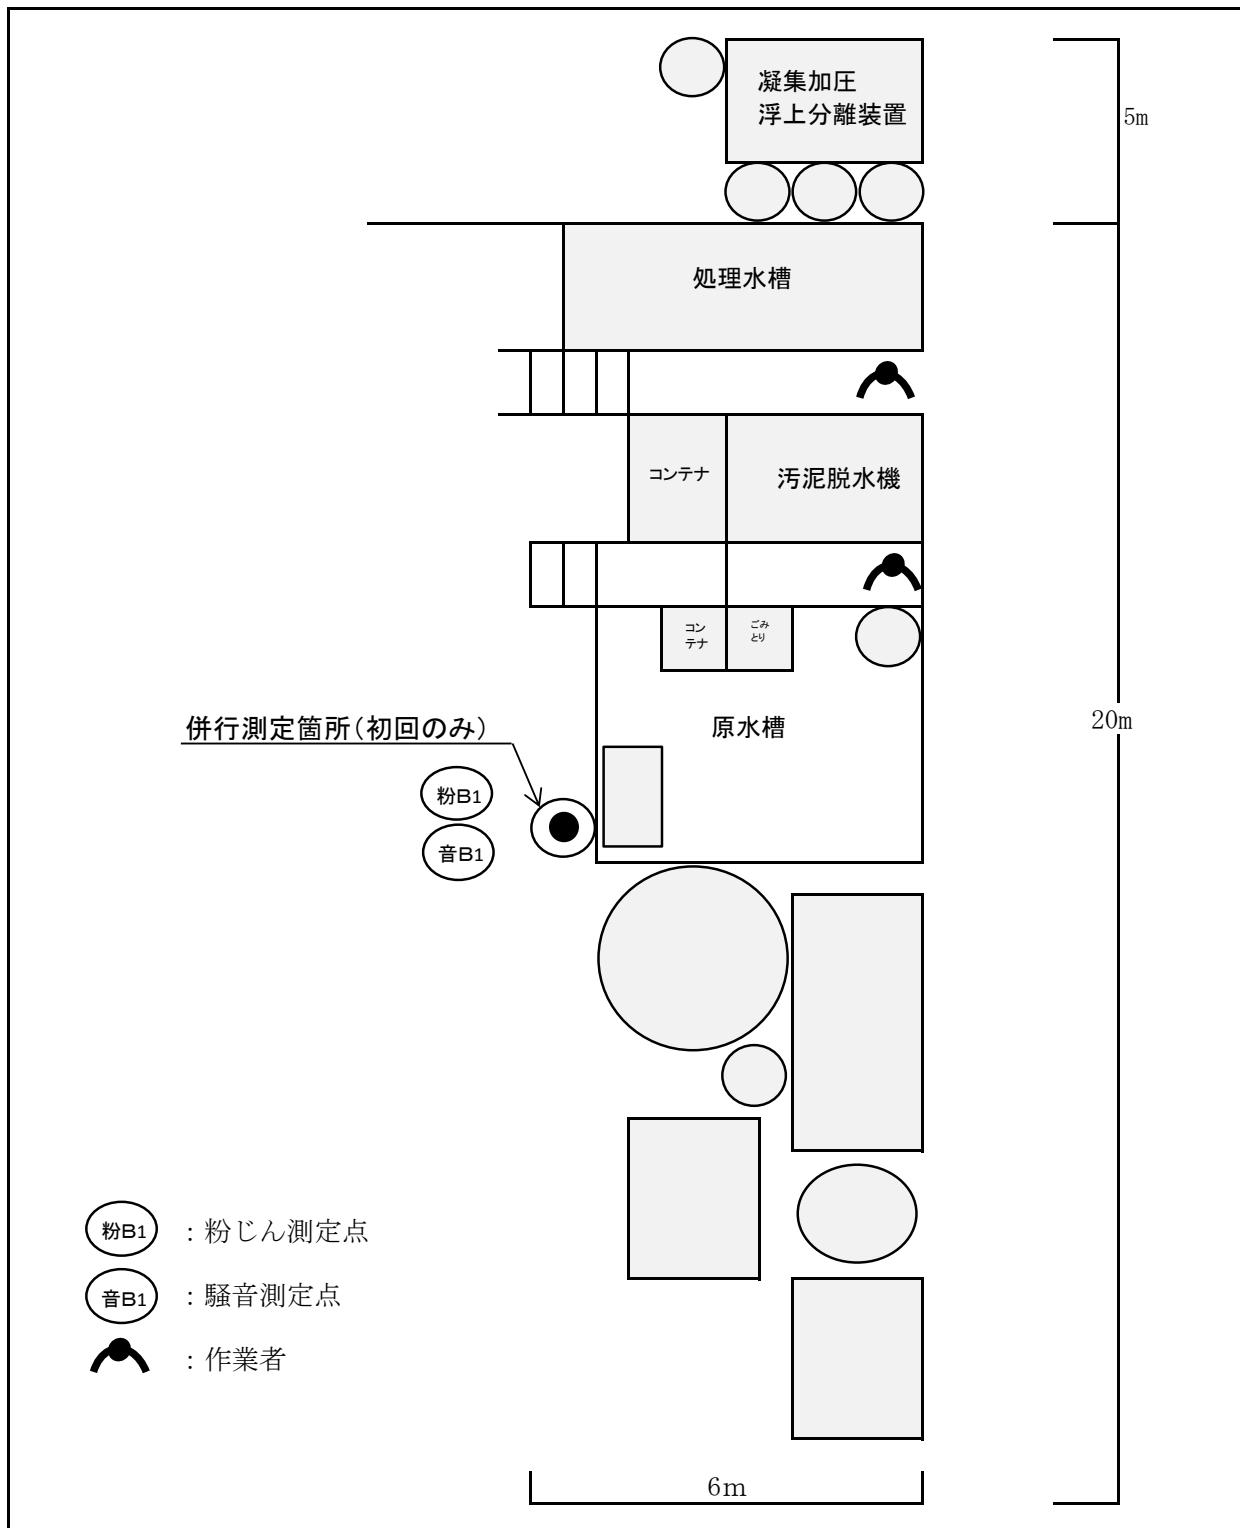 凝集加圧
浮上分離装置
5m
処理水槽
コンテナ
汚泥脱水機
コン
テナ
ごみ
とり
20m
併行測定箇所(初回のみ)
原水槽
粉B1
音B1
粉B1 : 粉じん測定点
音B1 : 騒音測定点
: 作業者
6m